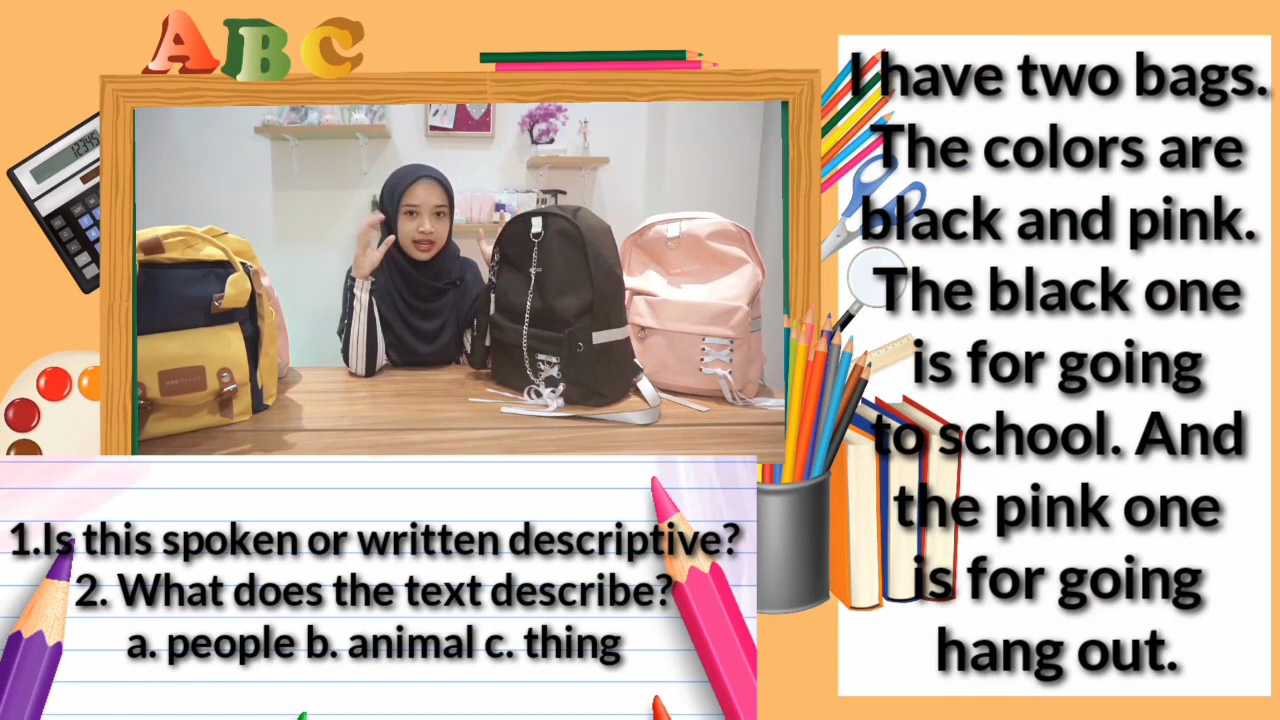 ABC
12345
I have two bags.
The colors are
black and pink.
The black one
is for going
to school. And
the pink one
is for going
hang out.
1.Is this spoken or written descriptive?
2. What does the text describe?
a. people b. animal c. thing